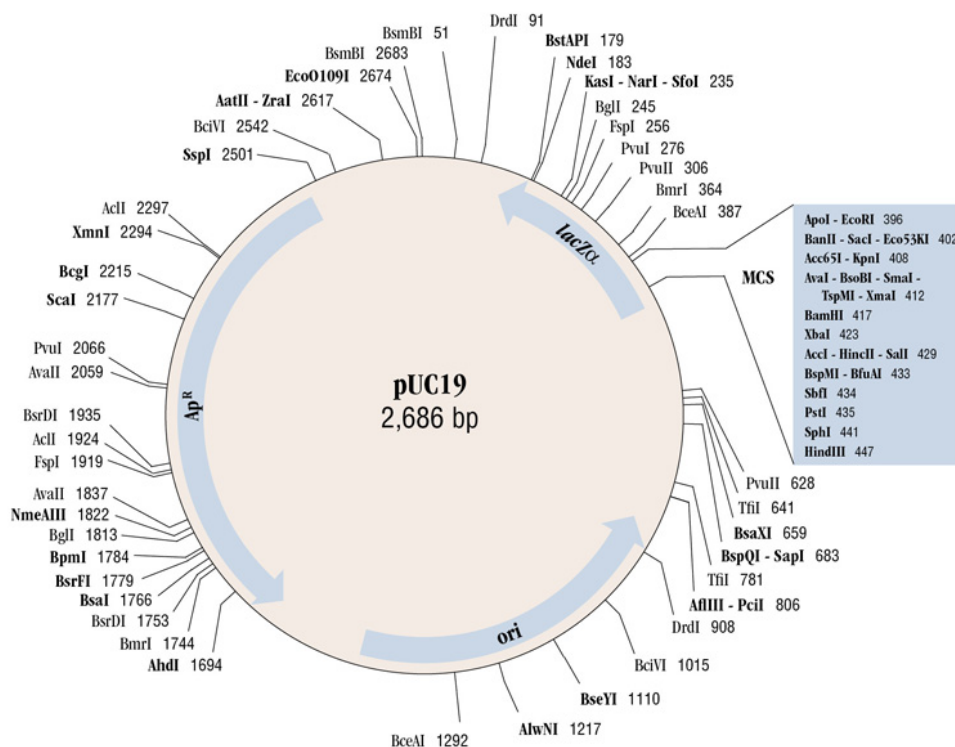 BsmBI 51
DrdI 91
BstAPI 179
NdeI 183
KasI - NarI - SfoI 235
BglI 245
FspI 256
PvuI 276
PvuII 306
BmrI 364
BceAI 387
MCS
ApoI - EcoRI 396
BanII - SacI - Eco53KI 402
Acc65I - KpnI 408
AvaI - BsoBI - SmaI -
TspMI - XmaI 412
BamHI 417
XbaI 423
AccI - HincII - SalI 429
BspMI - BfuAI 433
SbfI 434
PstI 435
SphI 441
HindIII 447
PvuII 628
TfiI 641
BsaXI 659
BspQI - SapI 683
TfiI 781
AflIII - PciI 806
DrdI 908
BciVI 1015
BseYI 1110
AlwNI 1217
BceAI 1292
AhdI 1694
BmrI 1744
BsrDI 1753
BsaI 1766
BsrFI 1779
BpmI 1784
BglI 1813
NmeAIII 1822
AvaII 1837
FspI 1919
AclI 1924
BsrDI 1935
AvaII 2059
PvuI 2066
ScaI 2177
BcgI 2215
XmnI 2294
AclI 2297
SspI 2501
BciVI 2542
AatII - ZraI 2617
EcoO109I 2674
BsmBI 2683
lacZα
ApR
pUC19
2,686 bp
ori